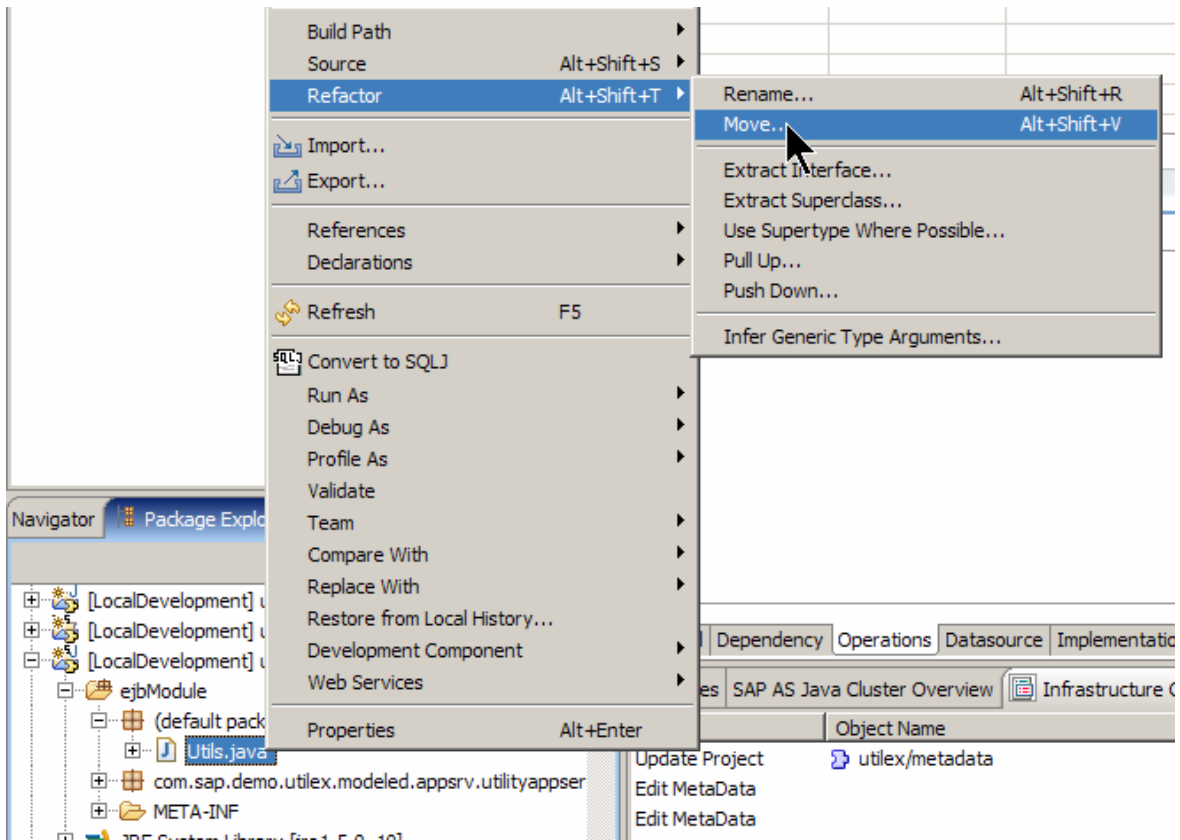 Build Path
Source Alt+Shift+S
Refactor Alt+Shift+T
Import...
Export...
References
Declarations
Refresh F5
Convert to SQLJ
Run As
Debug As
Profile As
Validate
Team
Compare With
Replace With
Restore from Local History...
Development Component
Web Services
Properties Alt+Enter
Rename... Alt+Shift+R
Move... Alt+Shift+V
Extract Interface...
Extract Superclass...
Use Supertype Where Possible...
Pull Up...
Push Down...
Infer Generic Type Arguments...
Navigator Package Explo
[LocalDevelopment] u
[LocalDevelopment] u
[LocalDevelopment] u
ejbModule
(default pack
Utils.java
com.sap.demo.utilex.modeled.appsrv.utilityappser
META-INF
Dependency Operations Datasource Implementatio
es SAP AS Java Cluster Overview Infrastructure
Object Name
Update Project utilex/metadata
Edit MetaData
Edit MetaData